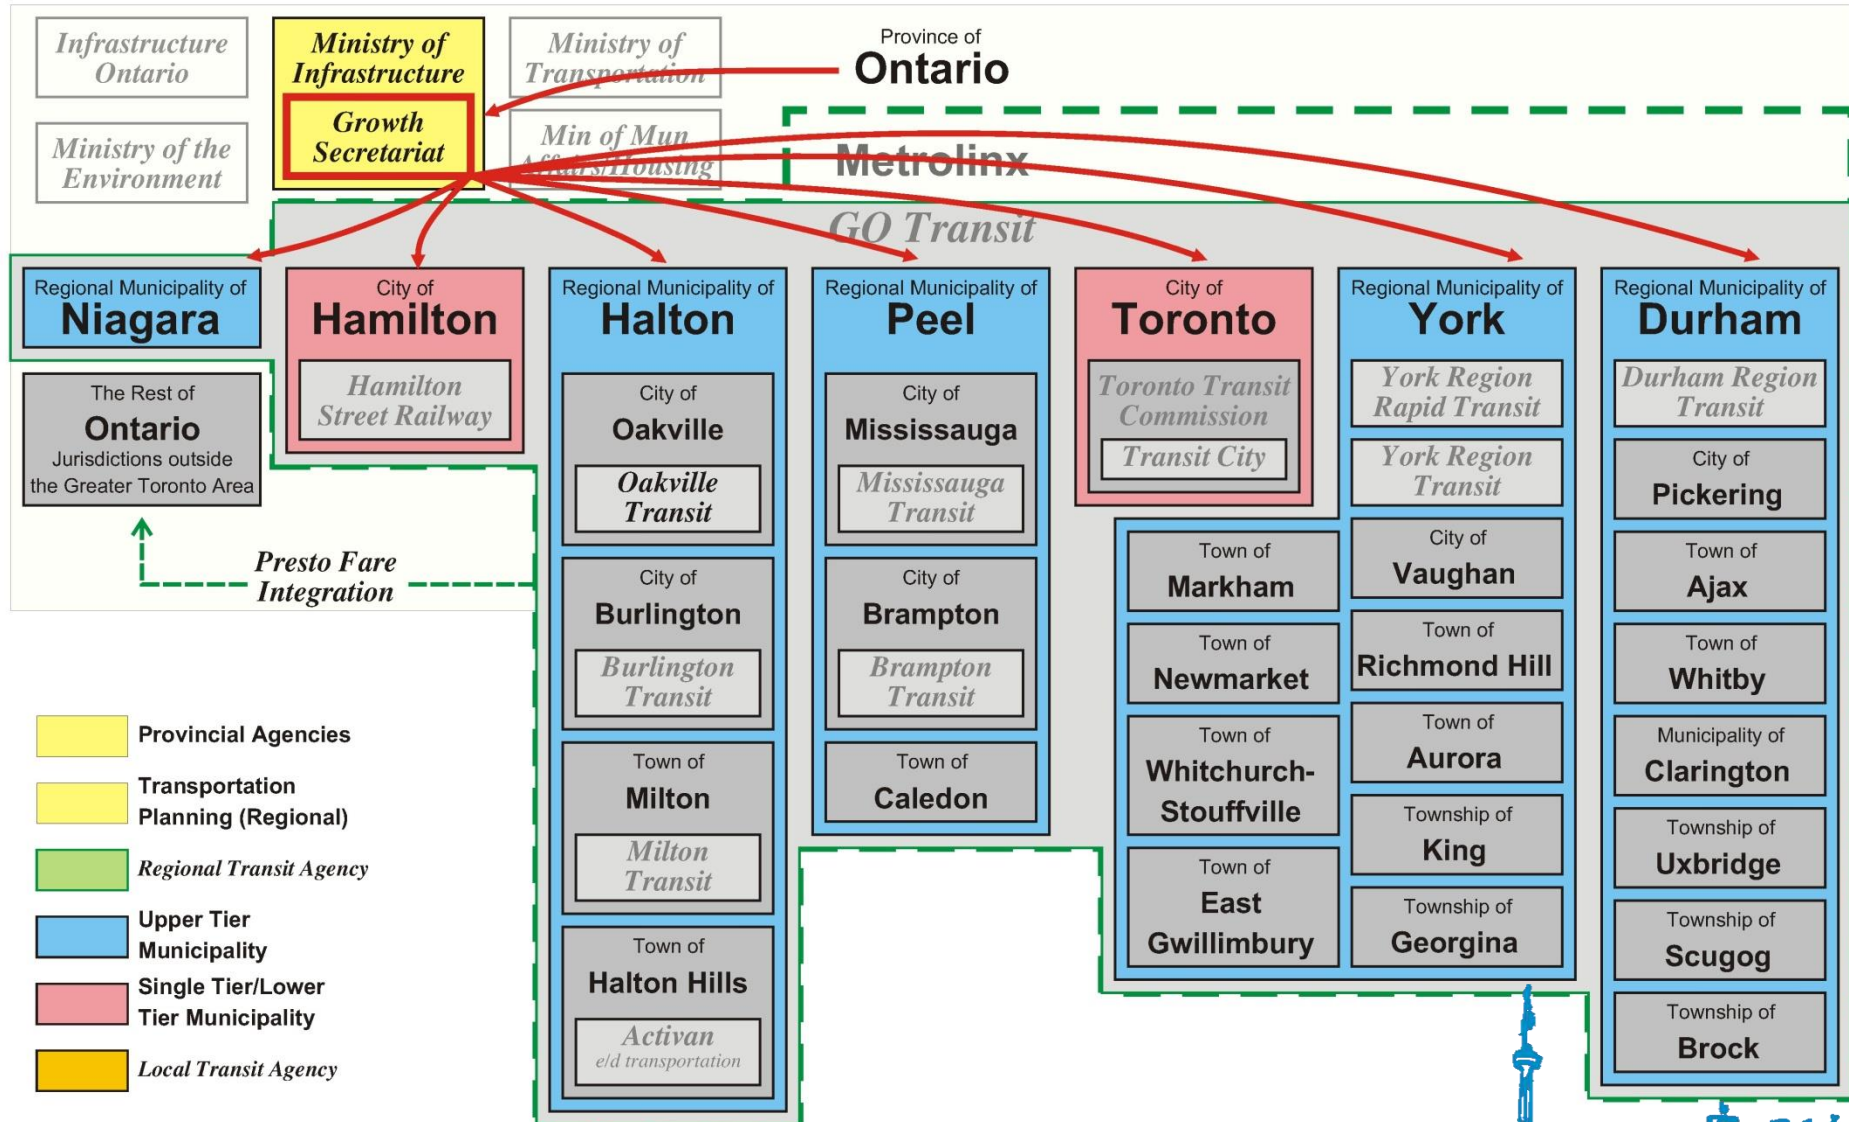 Infrastructure
Ontario
Ministry of
Infrastructure
Growth
Secretariat
Ministry of
Transportation
Province of
Ontario
Ministry of the
Environment
Min of Mun
Affairs/Housing
Metrolinx
GO Transit
Regional Municipality of
Niagara
The Rest of
Ontario
Jurisdictions outside
the Greater Toronto Area
Presto Fare
Integration
City of
Hamilton
Hamilton
Street Railway
Regional Municipality of
Halton
City of
Oakville
Oakville
Transit
City of
Burlington
Burlington
Transit
Town of
Milton
Milton
Transit
Town of
Halton Hills
Activan
e/d transportation
Regional Municipality of
Peel
City of
Mississauga
Mississauga
Transit
City of
Brampton
Brampton
Transit
Town of
Caledon
City of
Toronto
Toronto Transit
Commission
Transit City
Regional Municipality of
York
York Region
Rapid Transit
York Region
Transit
Town of
Markham
Town of
Newmarket
Town of
Whitchurch-
Stouffville
Town of
East
Gwillimbury
City of
Vaughan
Town of
Richmond Hill
Town of
Aurora
Township of
King
Township of
Georgina
Regional Municipality of
Durham
Durham Region
Transit
City of
Pickering
Town of
Ajax
Town of
Whitby
Municipality of
Clarington
Township of
Uxbridge
Township of
Scugog
Township of
Brock
Provincial Agencies
Transportation
Planning (Regional)
Regional Transit Agency
Upper Tier
Municipality
Single Tier/Lower
Tier Municipality
Local Transit Agency